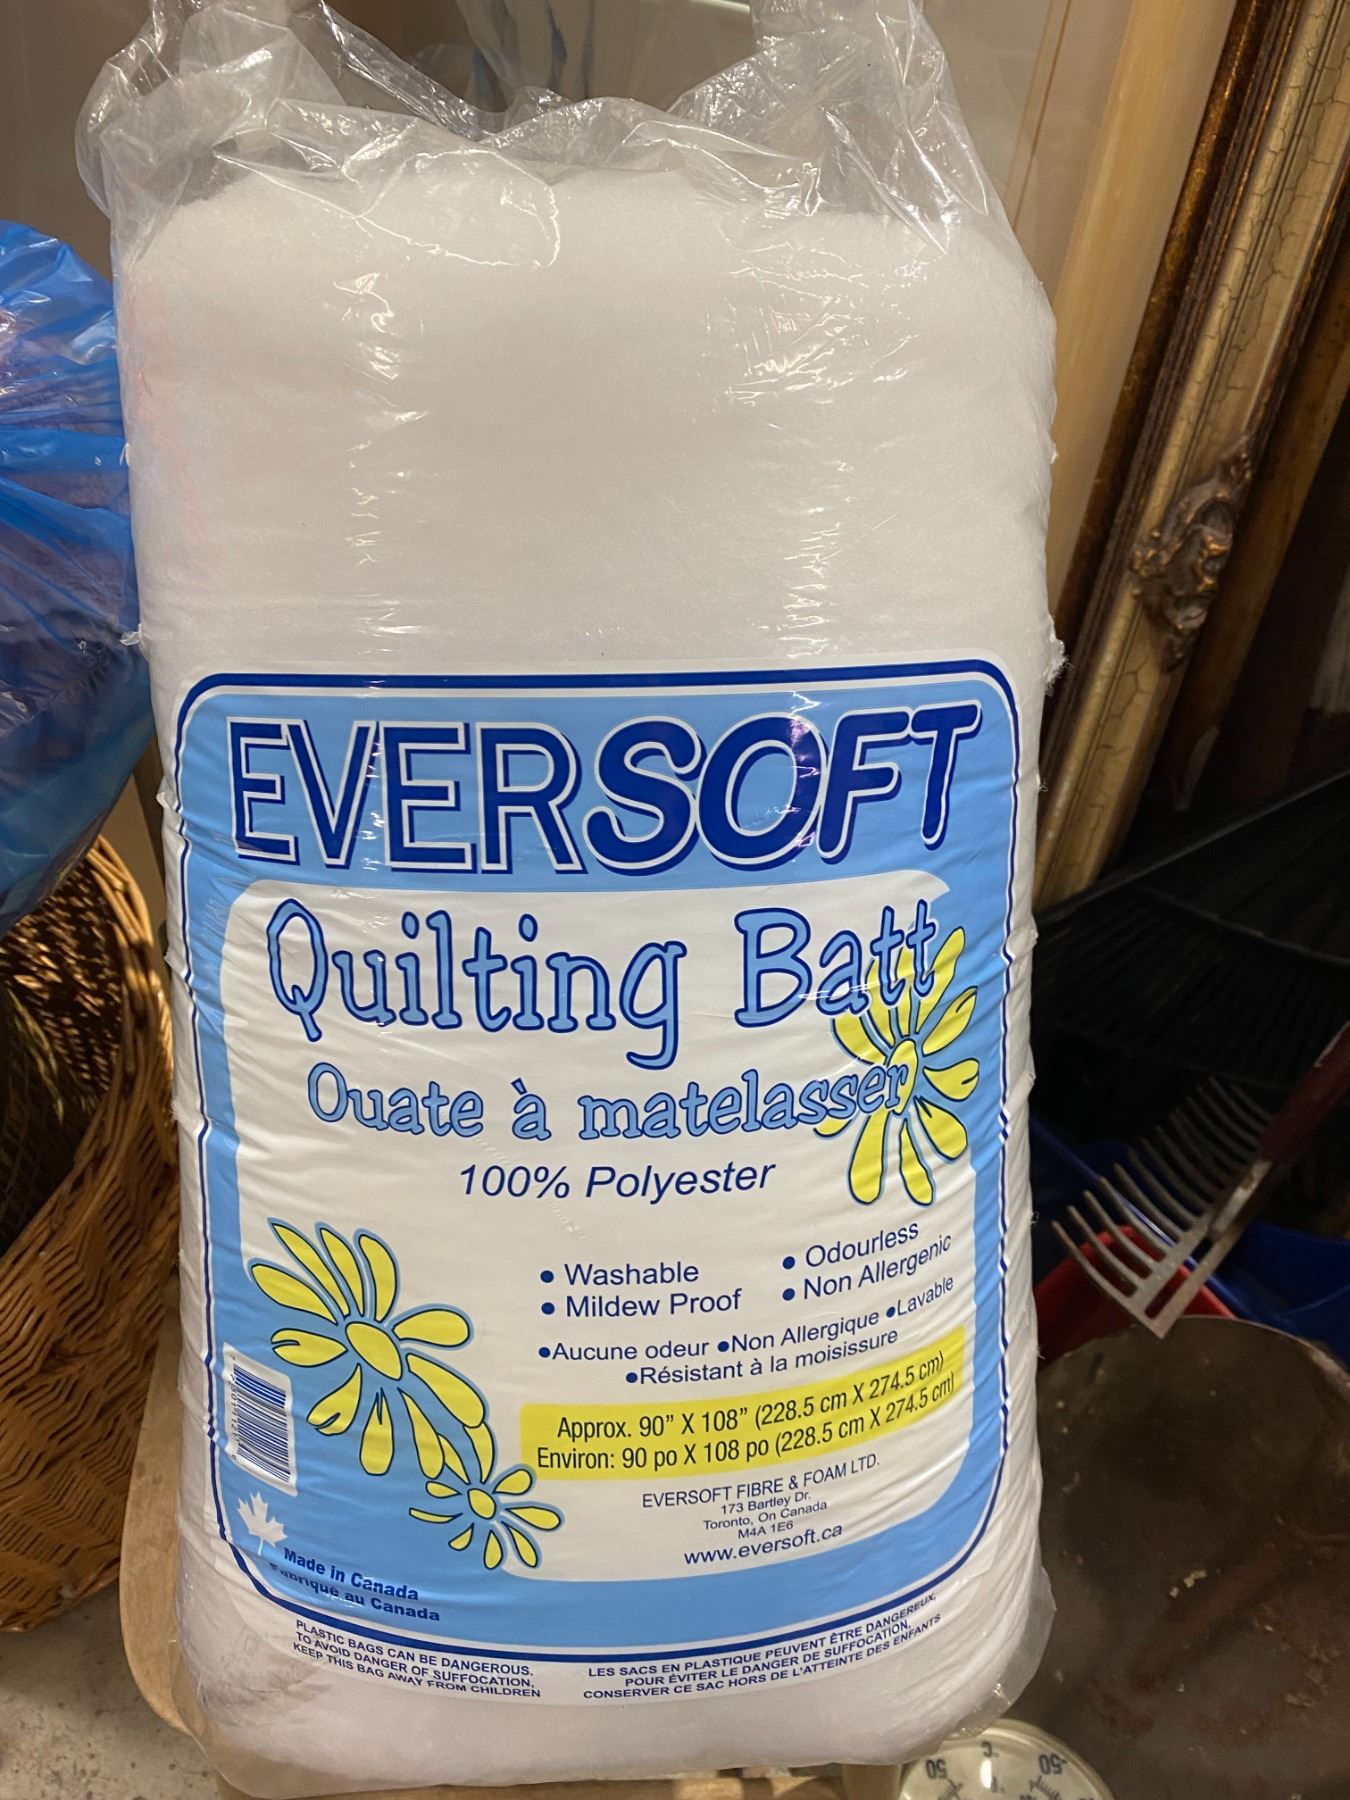 EVERSOFT
Quilting Batt
Ouate à matelasser
100% Polyester
• Washable
• Mildew Proof
• Odourless
• Non Allergenic
•Aucune odeur •Non Allergique •Lavable
•Résistant à la moisissure
Approx. 90” X 108” (228.5 cm X 274.5 cm)
Environ: 90 po X 108 po (228.5 cm X 274.5 cm)
EVERSOFT FIBRE & FOAM LTD.
173 Bartley Dr.
Toronto, On Canada
M4A 1E6
www.eversoft.ca
Made in Canada
Fabriqué au Canada
PLASTIC BAGS CAN BE DANGEROUS.
TO AVOID DANGER OF SUFFOCATION,
KEEP THIS BAG AWAY FROM CHILDREN
LES SACS EN PLASTIQUE PEUVENT ÊTRE DANGEREUX,
POUR ÉVITER LE DANGER DE SUFFOCATION,
CONSERVER CE SAC HORS DE L'ATTEINTE DES ENFANTS
50
°C
-50